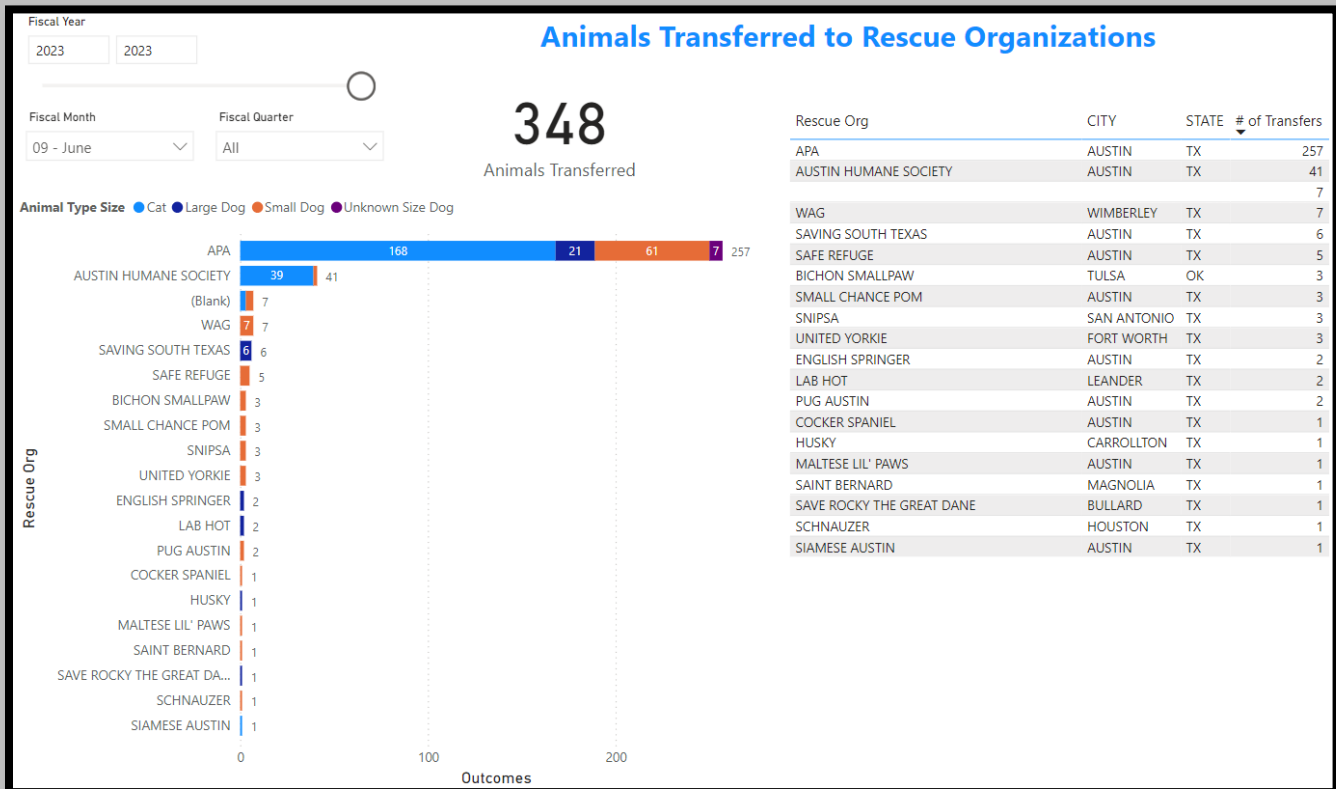 Fiscal Year
2023 2023
Animals Transferred to Rescue Organizations
Fiscal Month Fiscal Quarter
09 - June All
348
Animals Transferred
Animal Type Size Cat Large Dog Small Dog Unknown Size Dog
Rescue Org
APA 168 21 61 7 257
AUSTIN HUMANE SOCIETY 39 41
(Blank) 7
WAG 7 7
SAVING SOUTH TEXAS 6 6
SAFE REFUGE 5
BICHON SMALLPAW 3
SMALL CHANCE POM 3
SNIPSA 3
UNITED YORKIE 3
ENGLISH SPRINGER 2
LAB HOT 2
PUG AUSTIN 2
COCKER SPANIEL 1
HUSKY 1
MALTESE LIL' PAWS 1
SAINT BERNARD 1
SAVE ROCKY THE GREAT DA... 1
SCHNAUZER 1
SIAMESE AUSTIN 1
0 100 200
Outcomes
Rescue Org CITY STATE # of Transfers
APA AUSTIN TX 257
AUSTIN HUMANE SOCIETY AUSTIN TX 41
7
WAG WIMBERLEY TX 7
SAVING SOUTH TEXAS AUSTIN TX 6
SAFE REFUGE AUSTIN TX 5
BICHON SMALLPAW TULSA OK 3
SMALL CHANCE POM AUSTIN TX 3
SNIPSA SAN ANTONIO TX 3
UNITED YORKIE FORT WORTH TX 3
ENGLISH SPRINGER AUSTIN TX 2
LAB HOT LEANDER TX 2
PUG AUSTIN AUSTIN TX 2
COCKER SPANIEL AUSTIN TX 1
HUSKY CARROLLTON TX 1
MALTESE LIL' PAWS AUSTIN TX 1
SAINT BERNARD MAGNOLIA TX 1
SAVE ROCKY THE GREAT DANE BULLARD TX 1
SCHNAUZER HOUSTON TX 1
SIAMESE AUSTIN AUSTIN TX 1